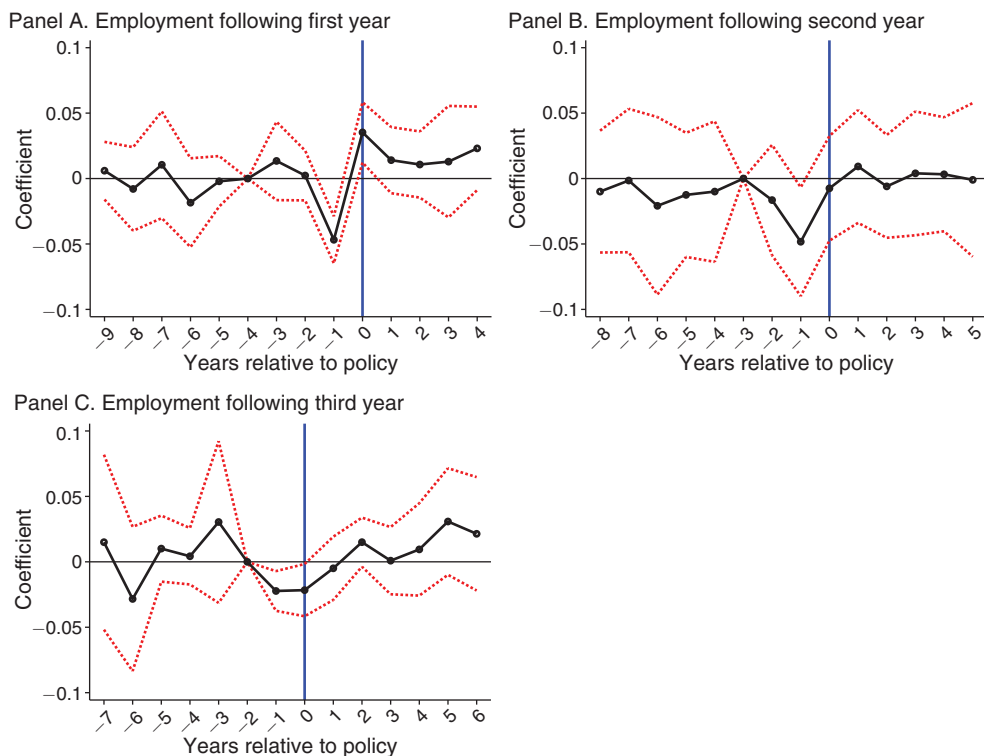 Panel A. Employment following first year
0.1
0.05
0
−0.05
−0.1
Coefficient
−9 −8 −7 −6 −5 −4 −3 −2 −1 0 1 2 3 4
Years relative to policy
Panel B. Employment following second year
0.1
0.05
0
−0.05
−0.1
Coefficient
−8 −7 −6 −5 −4 −3 −2 −1 0 1 2 3 4 5
Years relative to policy
Panel C. Employment following third year
0.1
0.05
0
−0.05
−0.1
Coefficient
−7 −6 −5 −4 −3 −2 −1 0 1 2 3 4 5 6
Years relative to policy